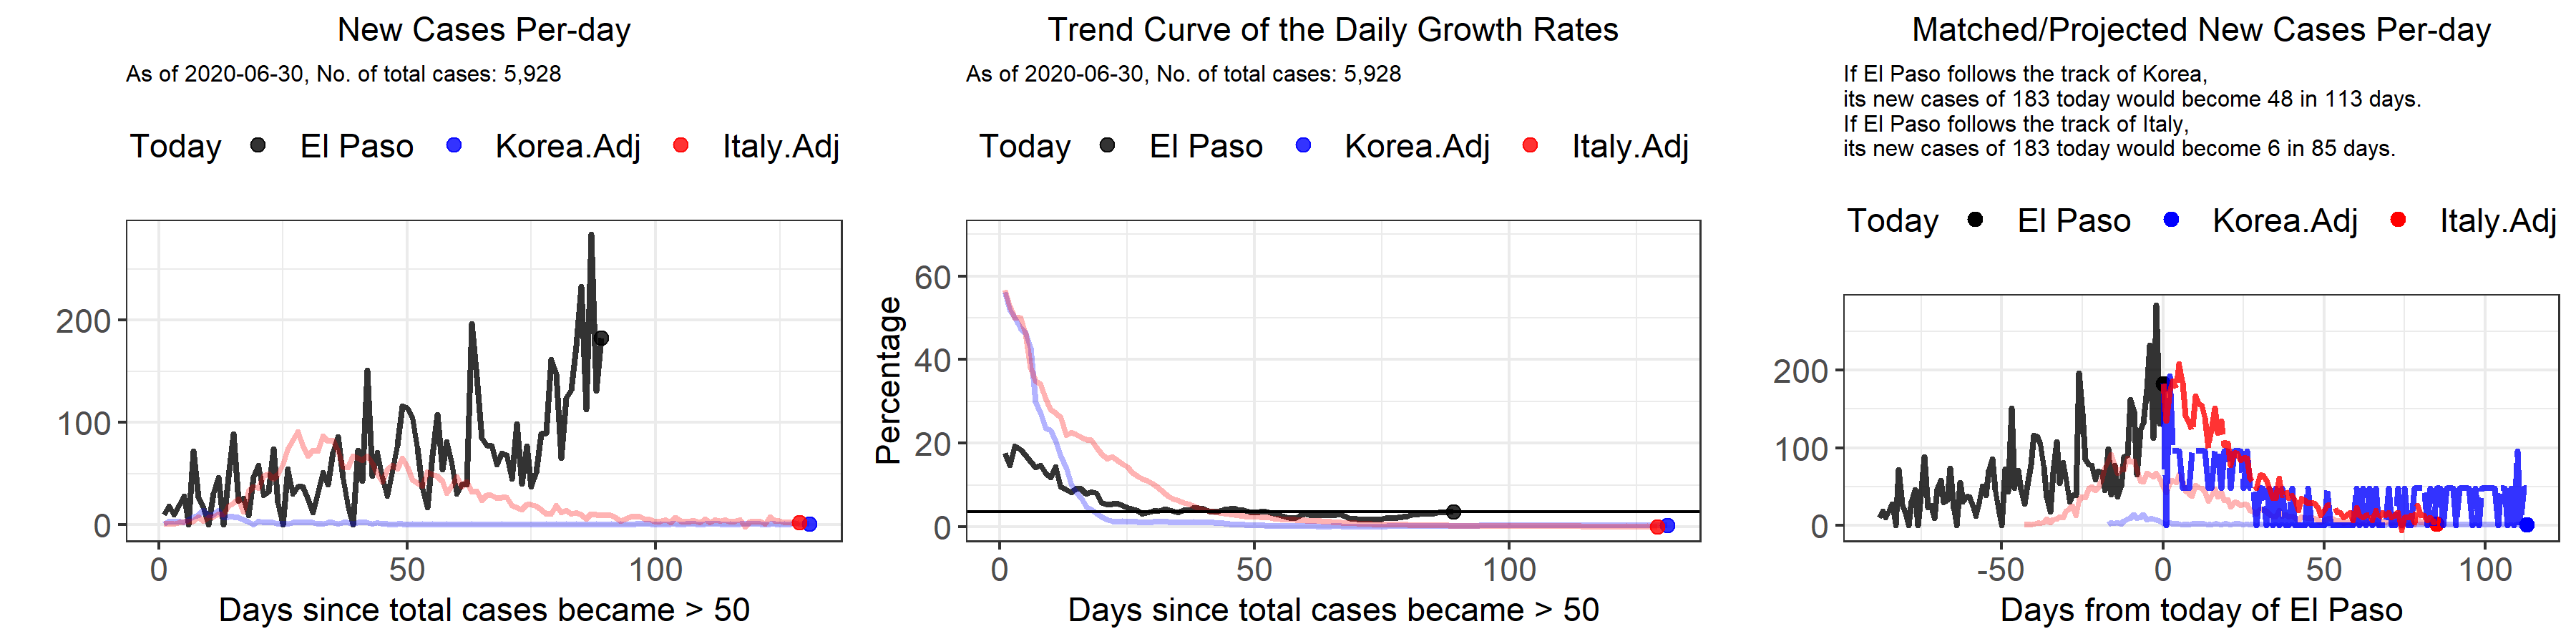 New Cases Per-day
As of 2020-06-30, No. of total cases: 5,928
Today El Paso Korea.Adj Italy.Adj
200
100
0
0 50 100
Days since total cases became > 50
Trend Curve of the Daily Growth Rates
As of 2020-06-30, No. of total cases: 5,928
Today El Paso Korea.Adj Italy.Adj
Percentage
60
40
20
0
0 50 100
Days since total cases became > 50
Matched/Projected New Cases Per-day
If El Paso follows the track of Korea,
its new cases of 183 today would become 48 in 113 days.
If El Paso follows the track of Italy,
its new cases of 183 today would become 6 in 85 days.
Today El Paso Korea.Adj Italy.Adj
200
100
0
-50 0 50 100
Days from today of El Paso